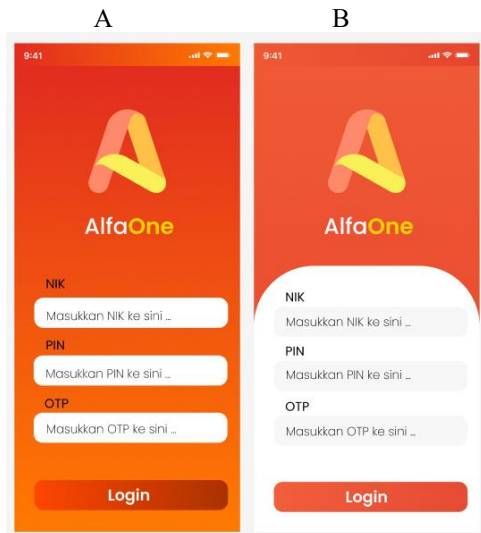 A
B
9:41
AlfaOne
NIK
Masukkan NIK ke sini ...
PIN
Masukkan PIN ke sini ...
OTP
Masukkan OTP ke sini ...
Login
9:41
AlfaOne
NIK
Masukkan NIK ke sini ...
PIN
Masukkan PIN ke sini ...
OTP
Masukkan OTP ke sini ...
Login